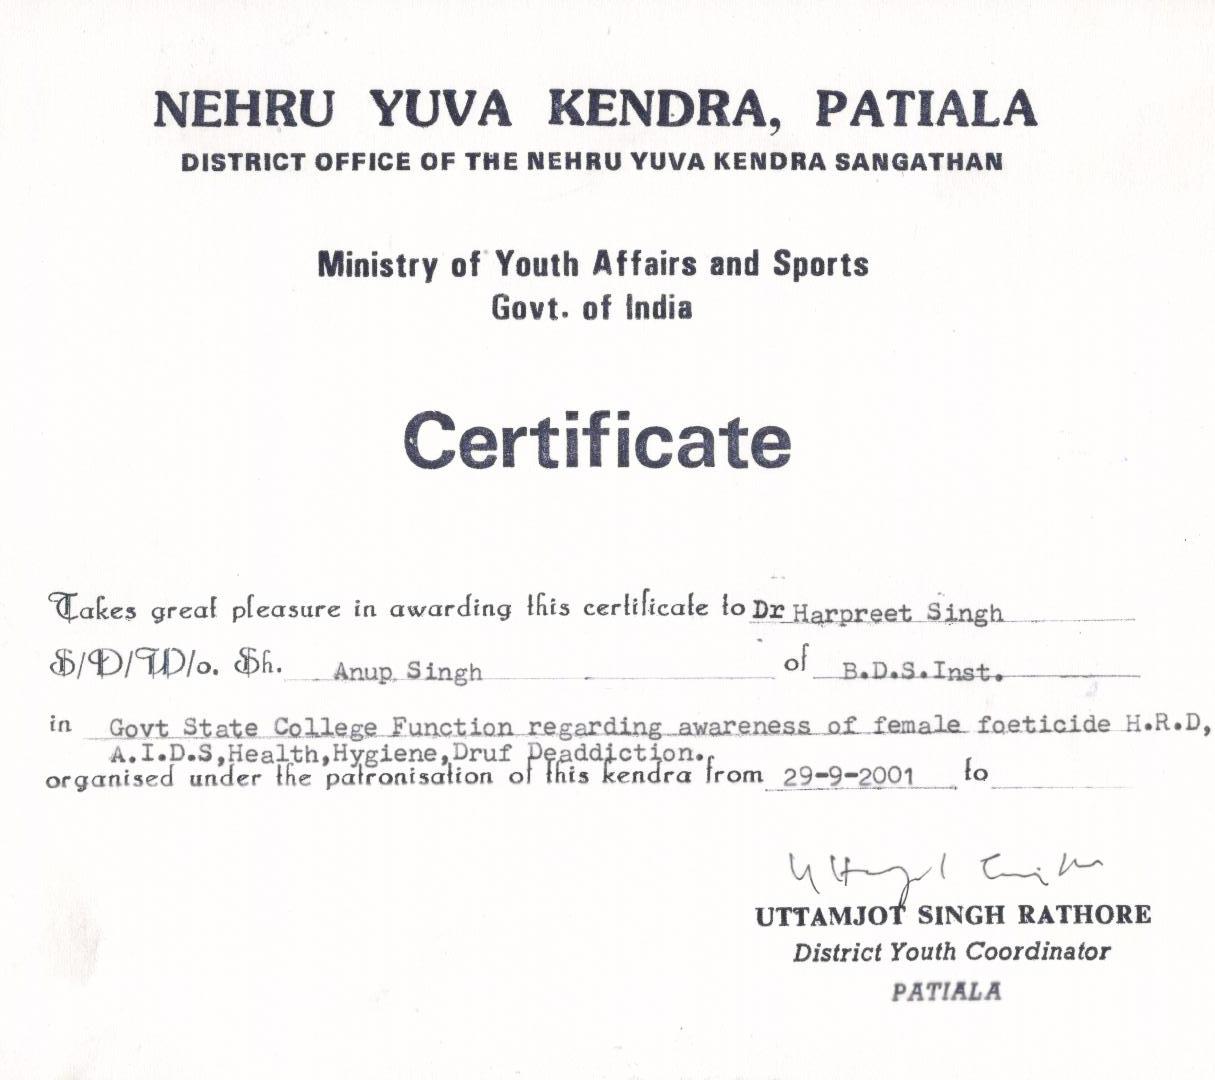 NEHRU YUVA KENDRA, PATIALA
DISTRICT OFFICE OF THE NEHRU YUVA KENDRA SANGATHAN
Ministry of Youth Affairs and Sports
Govt. of India
Certificate
Takes great pleasure in awarding this certificate to Dr Harpreet Singh
S/D/W/o. Sh. Anup Singh of B.D.S.Inst.
in Govt State College Function regarding awareness of female foeticide H.R.D,
A.I.D.S,Health,Hygiene,Druf Deaddiction.
organised under the patronisation of this kendra from 29-9-2001 to
UTTAMJOT SINGH RATHORE
District Youth Coordinator
PATIALA